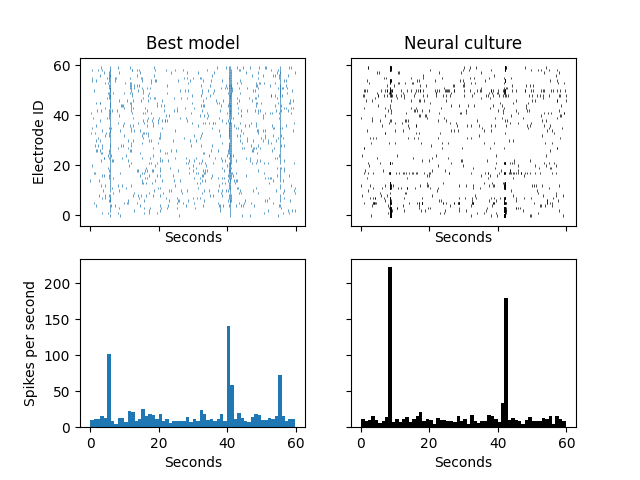 Best model
Neural culture
60
40
20
0
Electrode ID
Seconds
Seconds
200
150
100
50
0
Spikes per second
0 20 40 60
Seconds
0 20 40 60
Seconds